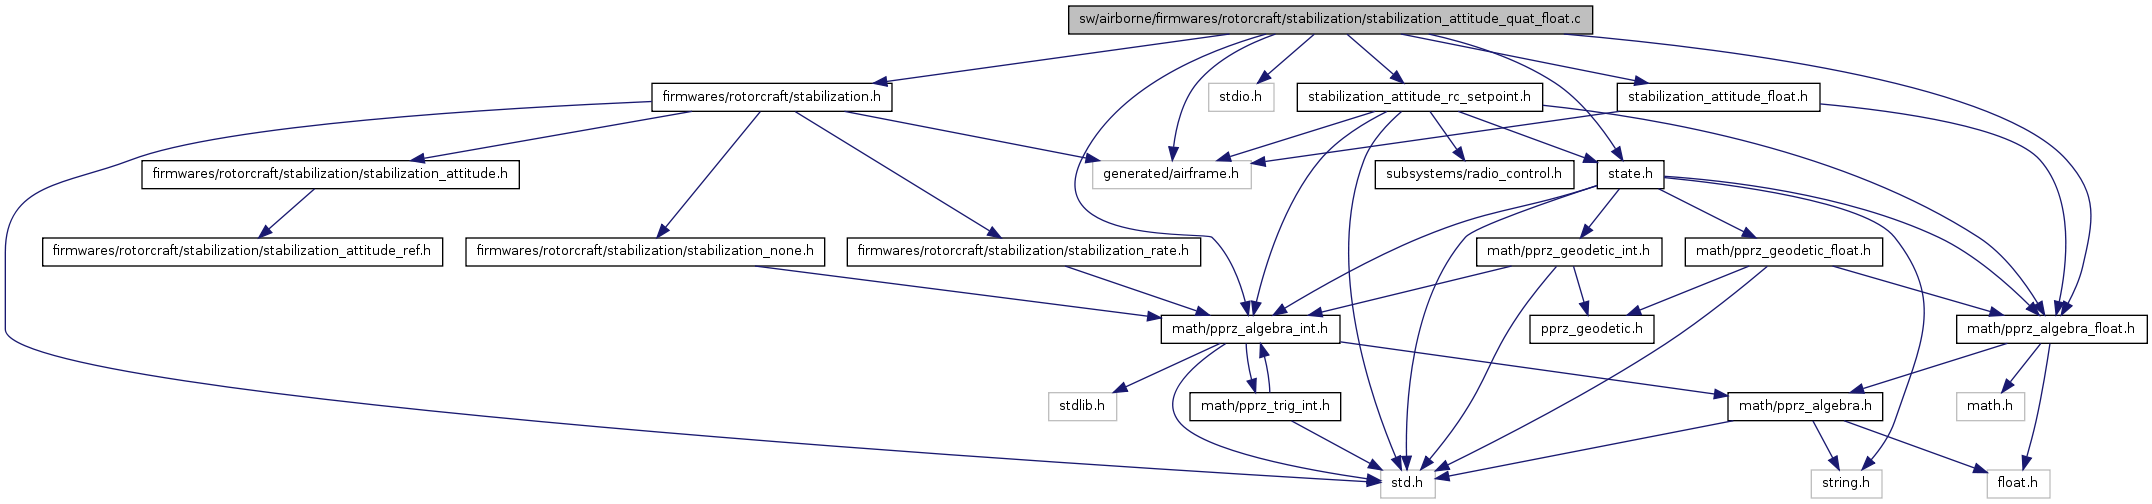 sw/airborne/firmwares/rotorcraft/stabilization/stabilization_attitude_quat_float.c
firmwares/rotorcraft/stabilization.h
stdio.h
stabilization_attitude_rc_setpoint.h
stabilization_attitude_float.h
firmwares/rotorcraft/stabilization/stabilization_attitude.h
generated/airframe.h
subsystems/radio_control.h
state.h
firmwares/rotorcraft/stabilization/stabilization_attitude_ref.h
firmwares/rotorcraft/stabilization/stabilization_none.h
firmwares/rotorcraft/stabilization/stabilization_rate.h
math/pprz_geodetic_int.h
math/pprz_geodetic_float.h
math/pprz_algebra_int.h
pprz_geodetic.h
math/pprz_algebra_float.h
stdlib.h
math/pprz_trig_int.h
math/pprz_algebra.h
math.h
std.h
string.h
float.h